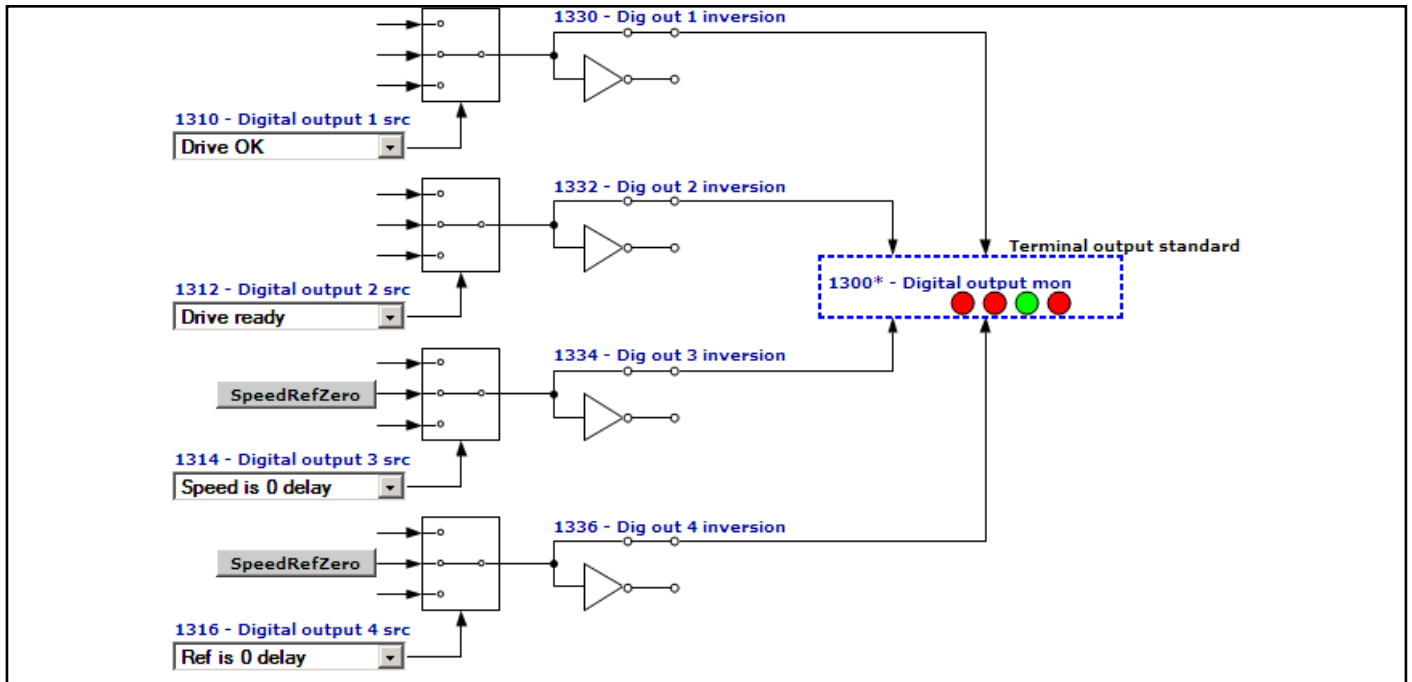 1330 - Dig out 1 inversion
1310 - Digital output 1 src
Drive OK
1332 - Dig out 2 inversion
Terminal output standard
1300* - Digital output mon
1312 - Digital output 2 src
Drive ready
1334 - Dig out 3 inversion
SpeedRefZero
1314 - Digital output 3 src
Speed is 0 delay
1336 - Dig out 4 inversion
SpeedRefZero
1316 - Digital output 4 src
Ref is 0 delay